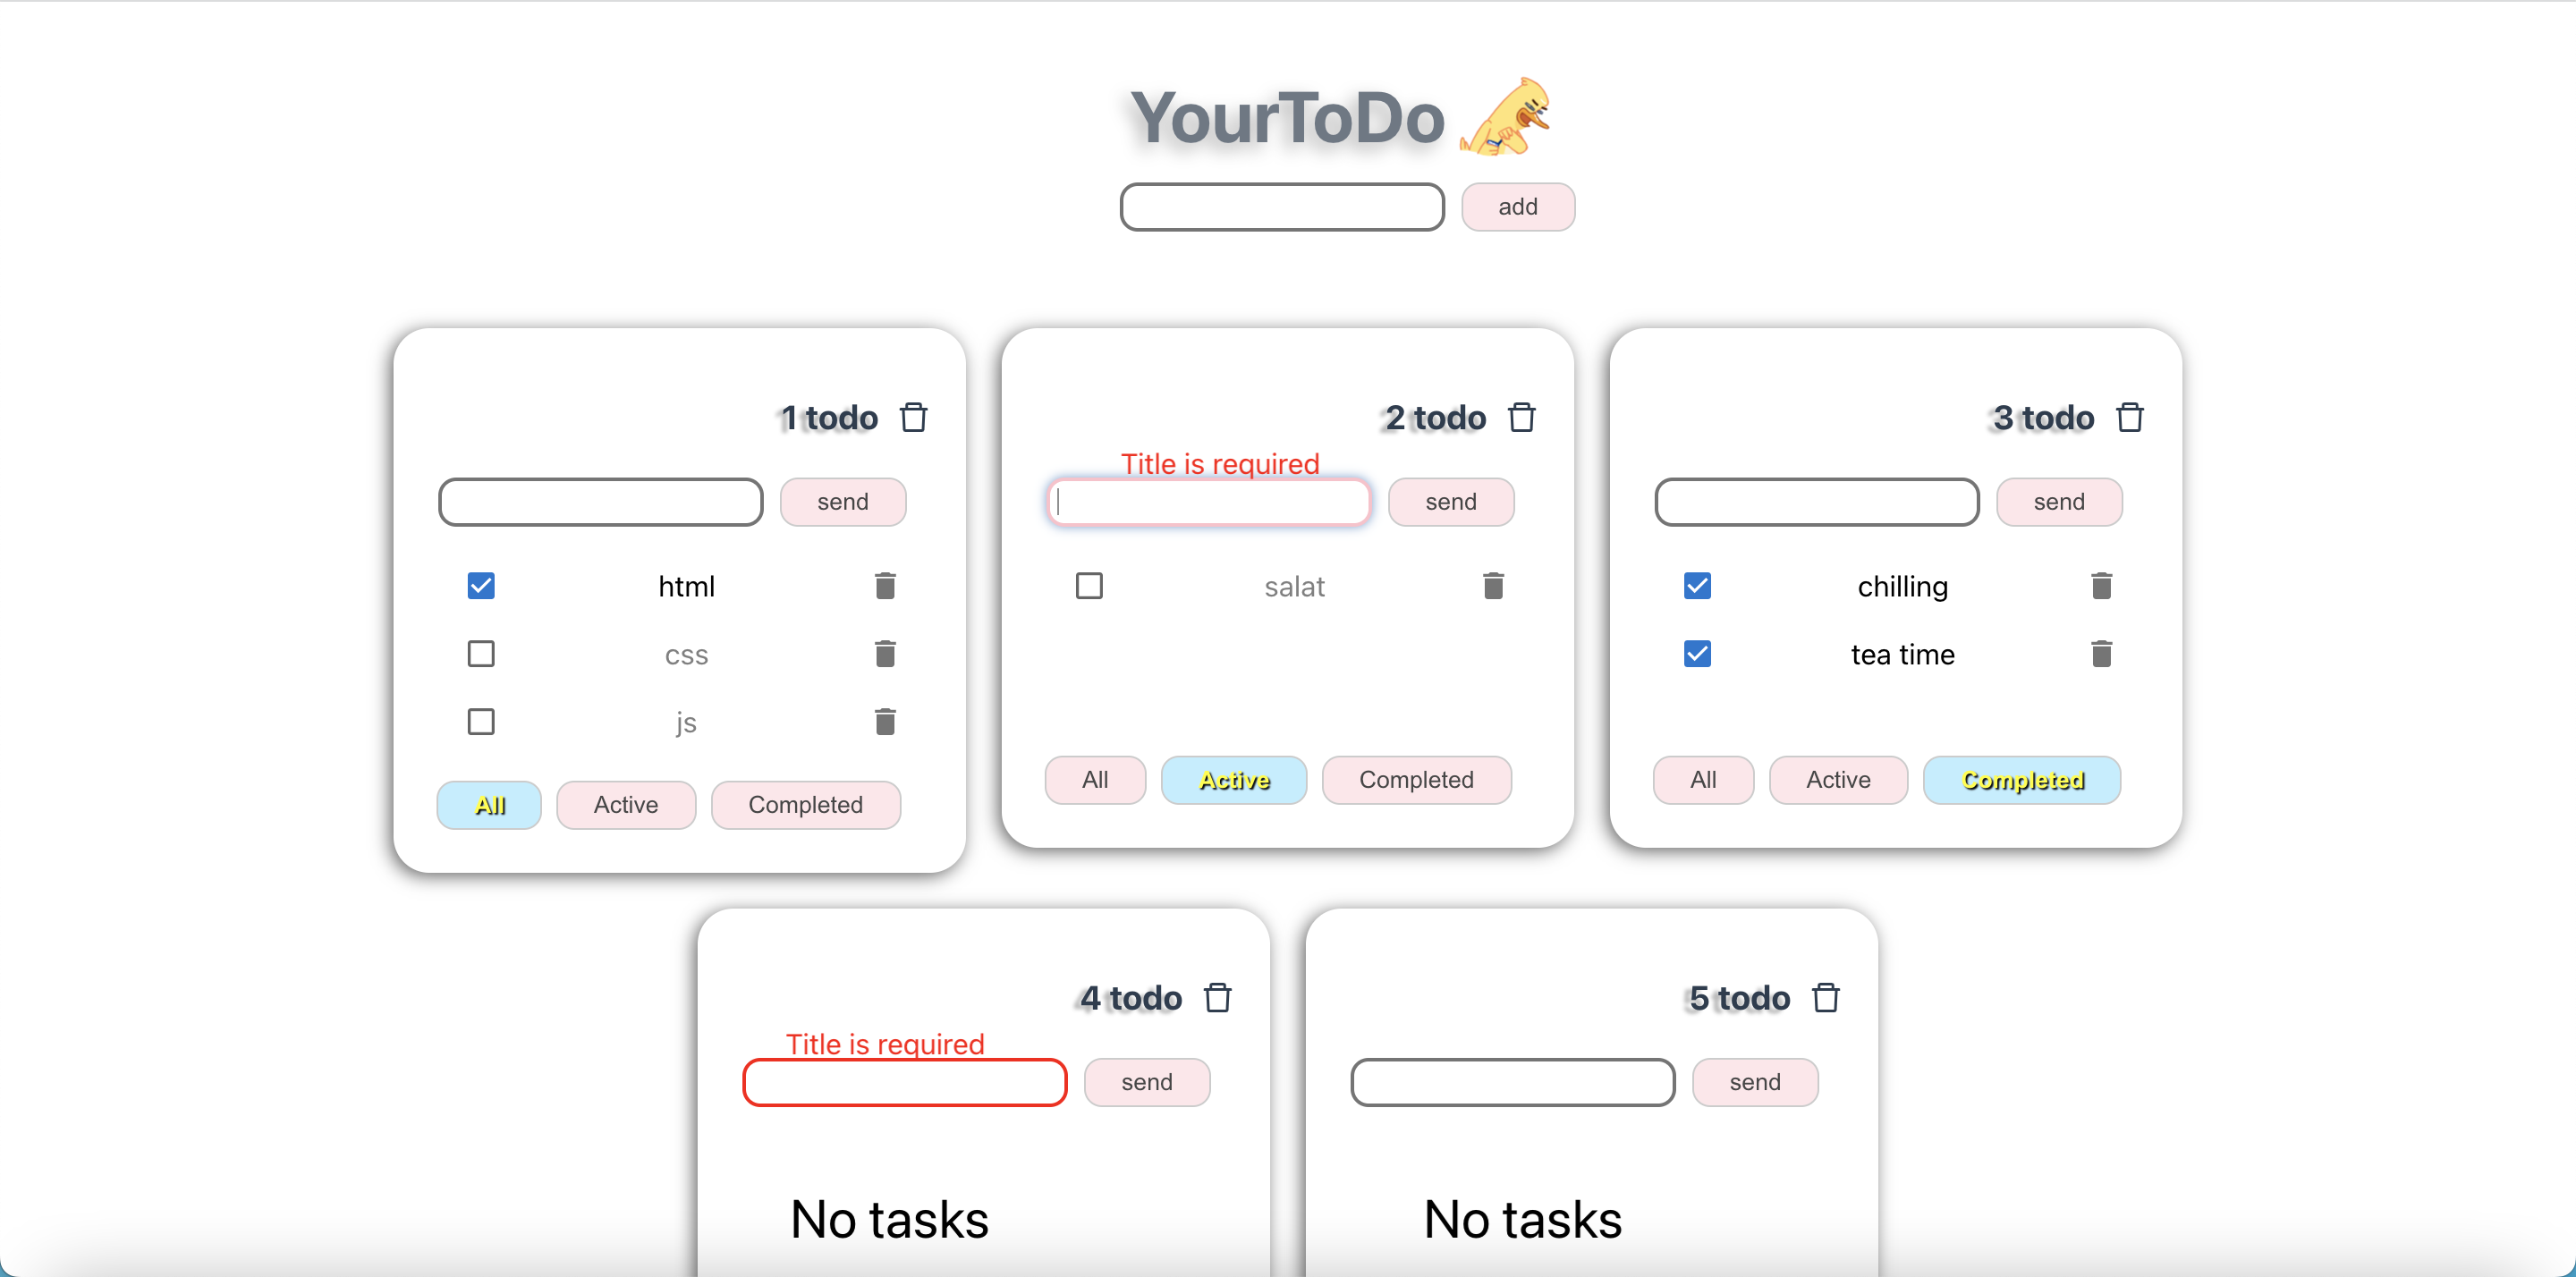 YourToDo
add
1 todo
send
html
css
js
All Active Completed
2 todo
Title is required
send
salat
All Active Completed
3 todo
send
chilling
tea time
All Active Completed
4 todo
Title is required
send
No tasks
5 todo
send
No tasks